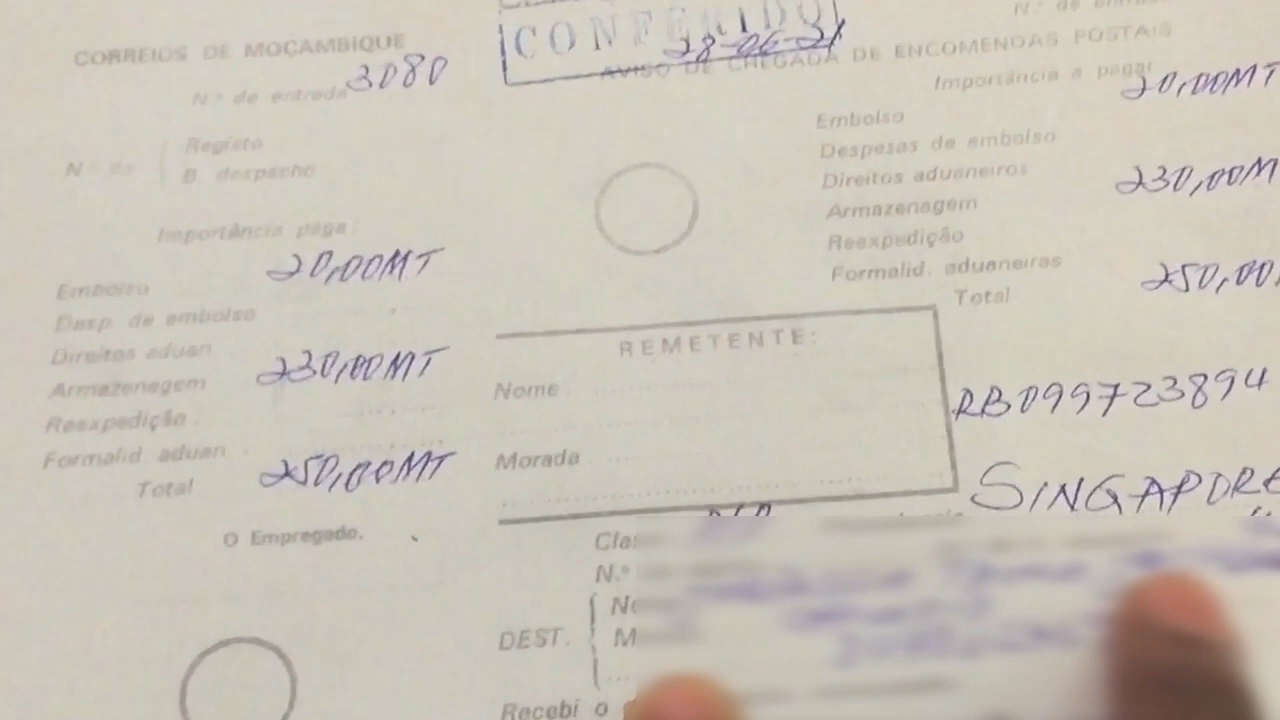 CONFERIDO
28-06-21
CORREIOS DE MOÇAMBIQUE
N.º de entrada 3080
N.º de
Registo
B. despacho
Importância paga
Embolso 20,00MT
Desp. de embolso
Direitos aduan
Armazenagem 230,00MT
Reexpedição
Formalid. aduan
Total 250,00MT
O Empregado,
AVISO DE CHEGADA DE ENCOMENDAS POSTAIS
Importância a pagar
20,00MT
Embolso
Despesas de embolso
Direitos aduaneiros
230,00M
Armazenagem
Reexpedição
Formalid. aduaneiras
Total 250,00
REMETENTE:
Nome
Morada
RB099723894
SINGAPORE
N.º
DEST.
Recebi o